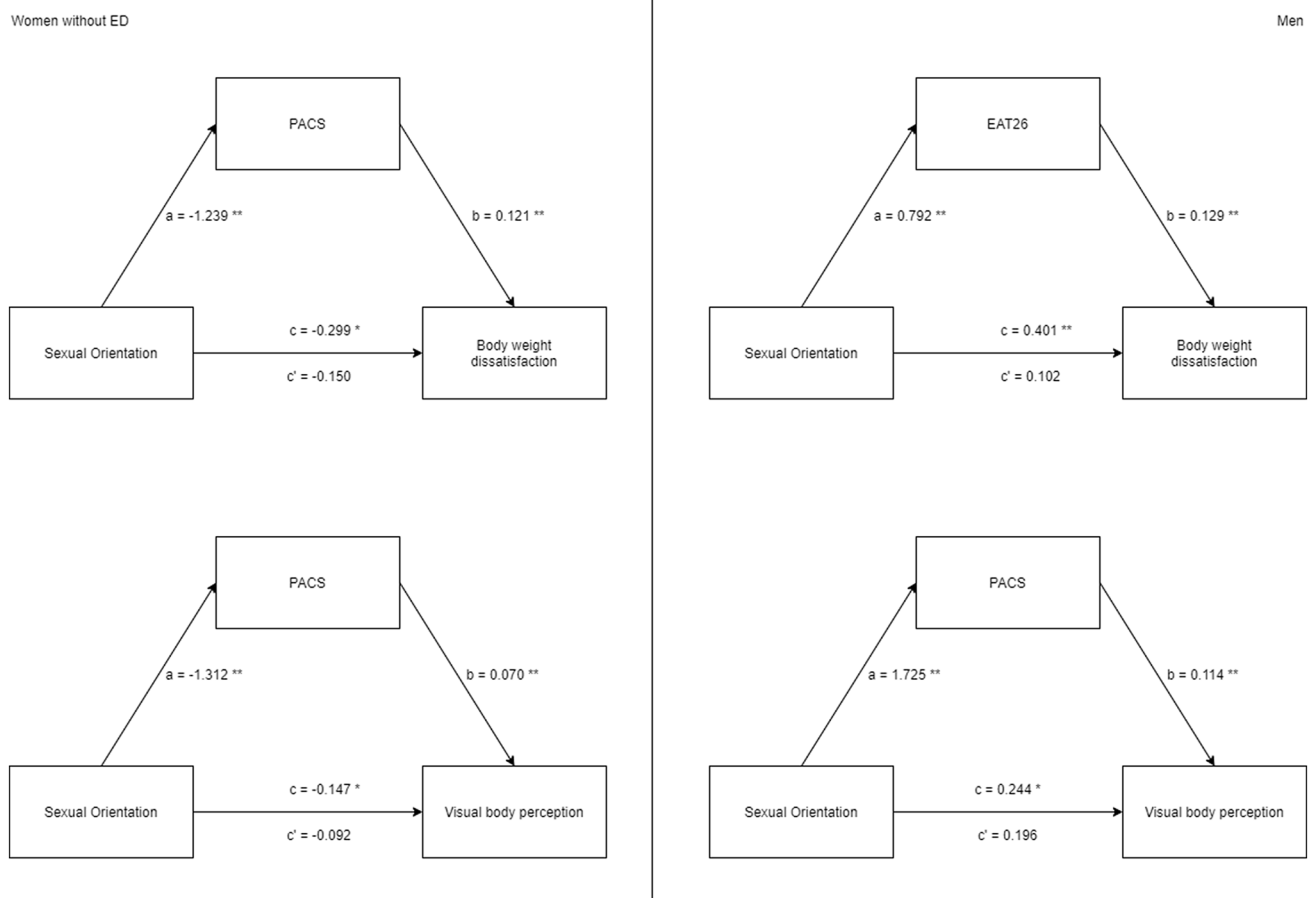 Women without ED
Men
PACS
EAT26
a = -1.239 **
b = 0.121 **
a = 0.792 **
b = 0.129 **
Sexual Orientation
c = -0.299 *
c' = -0.150
Body weight
dissatisfaction
Sexual Orientation
c = 0.401 **
c' = 0.102
Body weight
dissatisfaction
PACS
PACS
a = -1.312 **
b = 0.070 **
a = 1.725 **
b = 0.114 **
Sexual Orientation
c = -0.147 *
c' = -0.092
Visual body perception
Sexual Orientation
c = 0.244 *
c' = 0.196
Visual body perception